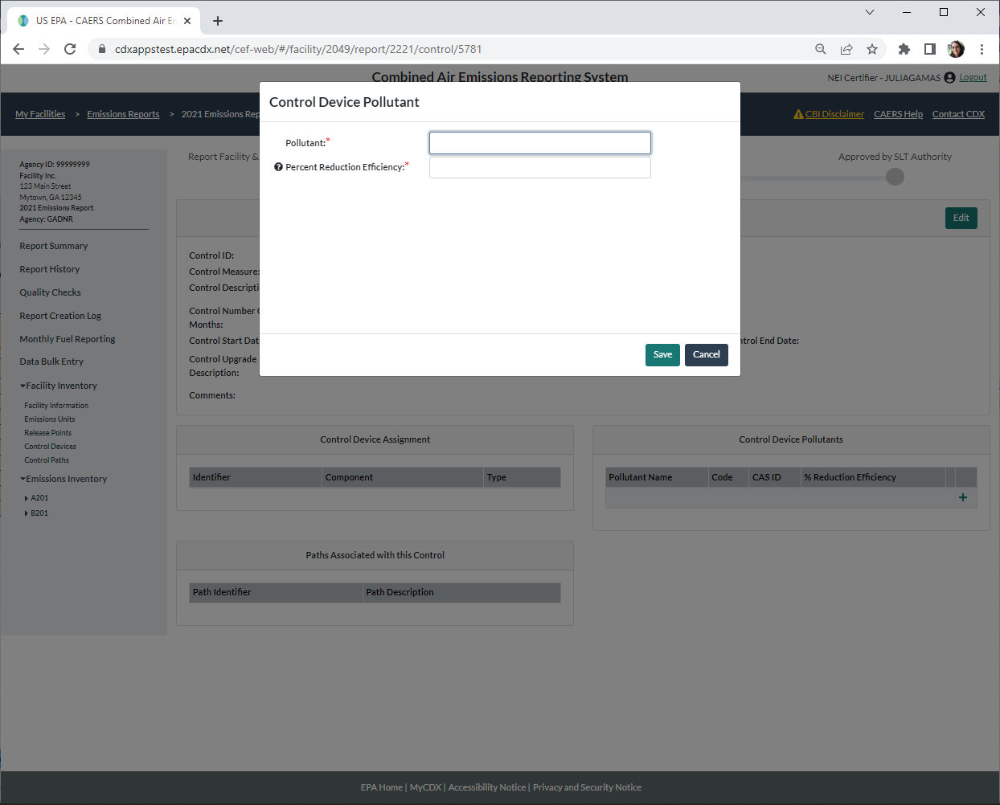 US EPA - CAERS Combined Air En
cdxappstest.epacdx.net/cef-web/#/facility/2049/report/2221/control/5781
Combined Air Emissions Reporting System
NEI Certifier - JULIAGAMAS Logout
My Facilities > Emissions Reports > 2021 Emissions Rep
CBI Disclaimer CAERS Help Contact CDX
Agency ID: 99999999
Facility Inc.
123 Main Street
Mytown, GA 12345
2021 Emissions Report
Agency: GADNR
Report Summary
Report History
Quality Checks
Report Creation Log
Monthly Fuel Reporting
Data Bulk Entry
Facility Inventory
Facility Information
Emissions Units
Release Points
Control Devices
Control Paths
Emissions Inventory
A201
B201
Report Facility &
Approved by SLT Authority
Control Device Pollutant
Pollutant:*
Percent Reduction Efficiency:*
Save Cancel
Edit
Control ID:
Control Measure:
Control Descripti
Control Number
Months:
Control Start Dat
ntrol End Date:
Control Upgrade
Description:
Comments:
Control Device Assignment
Identifier Component Type
Control Device Pollutants
Pollutant Name Code CAS ID % Reduction Efficiency
+
Paths Associated with this Control
Path Identifier Path Description
EPA Home | MyCDX | Accessibility Notice | Privacy and Security Notice